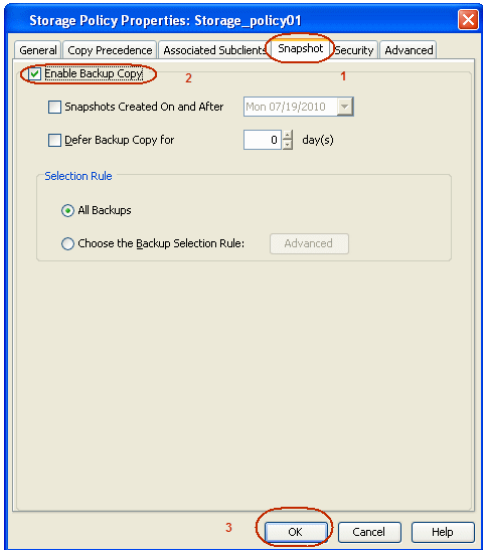 Storage Policy Properties: Storage_policy01
General Copy Precedence Associated Subclients Snapshot Security Advanced
Enable Backup Copy 2 1
Snapshots Created On and After Mon 07/19/2010
Defer Backup Copy for 0 day(s)
Selection Rule
All Backups
Choose the Backup Selection Rule: Advanced
3 OK Cancel Help